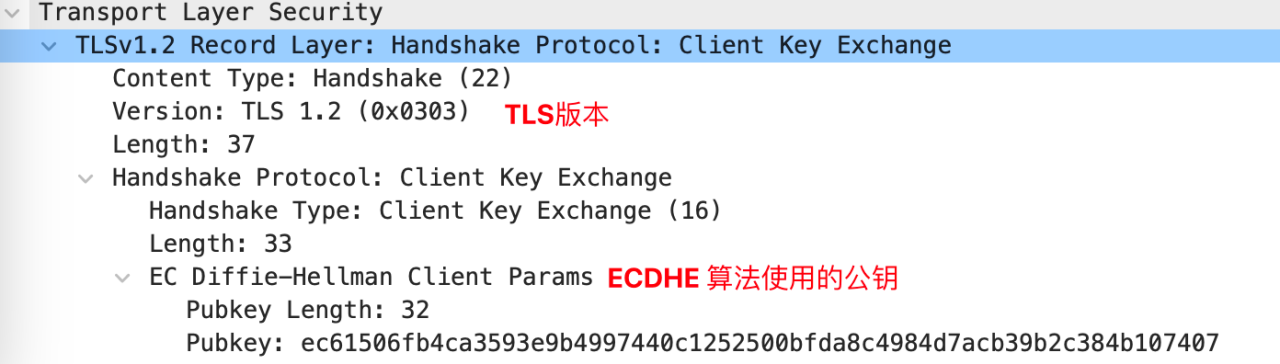 Transport Layer Security
TLSv1.2 Record Layer: Handshake Protocol: Client Key Exchange
Content Type: Handshake (22)
Version: TLS 1.2 (0x0303) TLS版本
Length: 37
Handshake Protocol: Client Key Exchange
Handshake Type: Client Key Exchange (16)
Length: 33
EC Diffie-Hellman Client Params ECDHE 算法使用的公钥
Pubkey Length: 32
Pubkey: ec61506fb4ca3593e9b4997440c1252500bfda8c4984d7acb39b2c384b107407